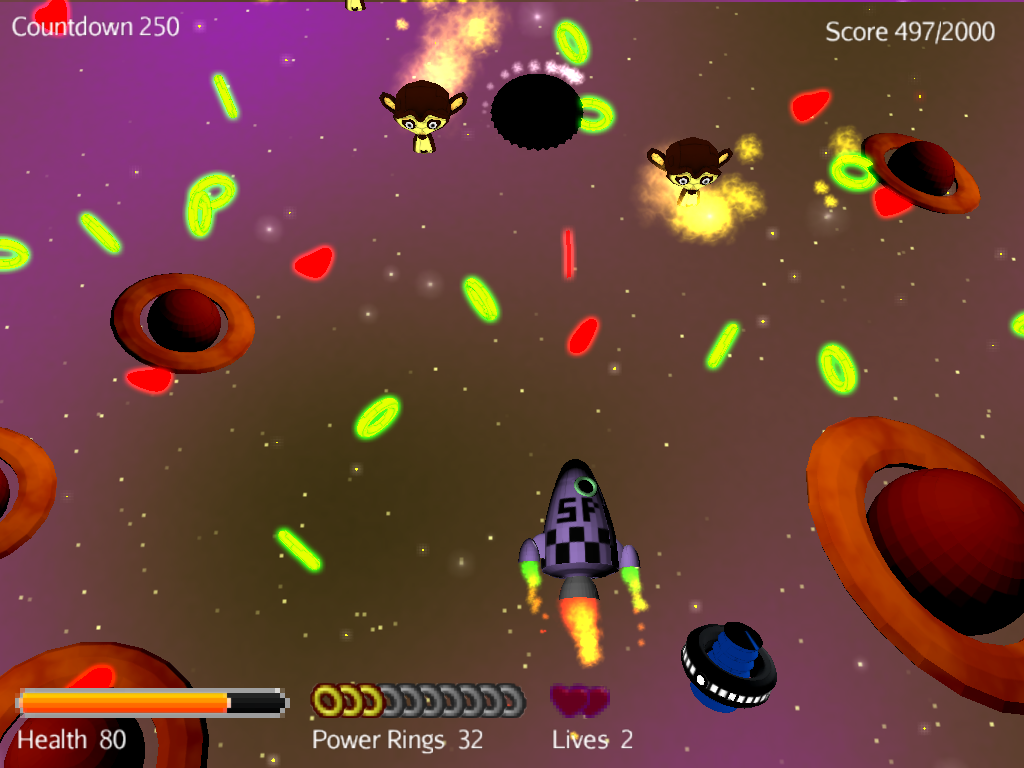 Countdown 250
Score 497/2000
SF
Health 80
Power Rings 32
Lives 2